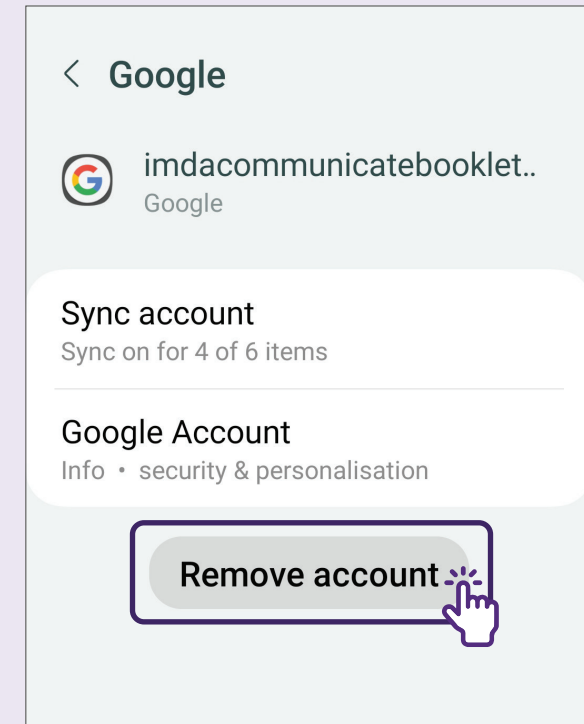 Google
imdacommunicatebooklet..
Google
Sync account
Sync on for 4 of 6 items
Google Account
Info • security & personalisation
Remove account